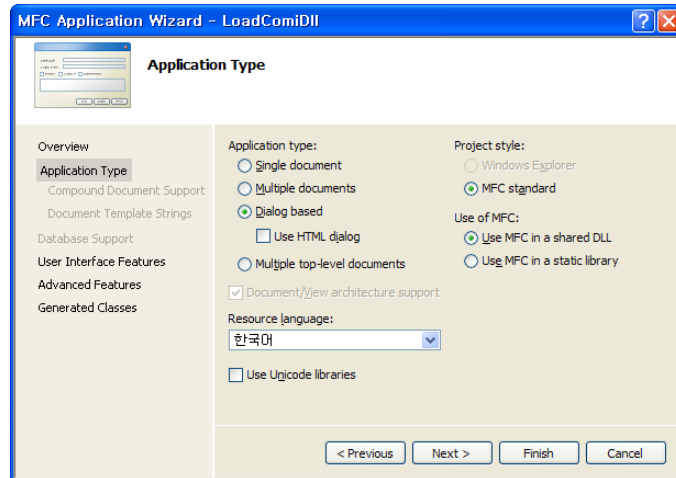 MFC Application Wizard - LoadComiDll
Application Type
Overview
Application Type
Compound Document Support
Document Template Strings
Database Support
User Interface Features
Advanced Features
Generated Classes
Application type:
Single document
Multiple documents
Dialog based
Use HTML dialog
Multiple top-level documents
Document/View architecture support
Resource language:
한국어
Use Unicode libraries
Project style:
Windows Explorer
MFC standard
Use of MFC:
Use MFC in a shared DLL
Use MFC in a static library
< Previous
Next >
Finish
Cancel